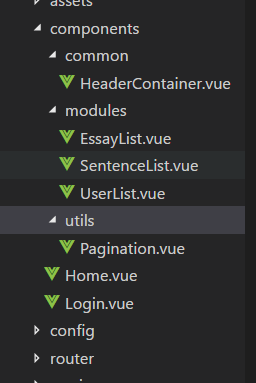 assets
components
common
HeaderContainer.vue
modules
EssayList.vue
SentenceList.vue
UserList.vue
utils
Pagination.vue
Home.vue
Login.vue
config
router